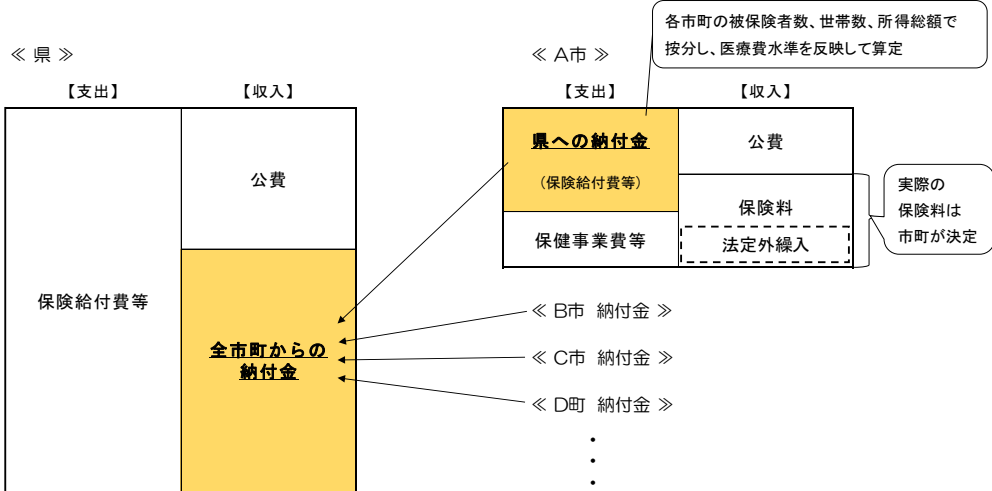 各市町の被保険者数、世帯数、所得総額で
按分し、医療費水準を反映して算定
≪ 県 ≫
≪ A市 ≫
【支出】
【収入】
【支出】
【収入】
県への納付金
(保険給付費等)
公費
公費
保険料
実際の
保険料は
市町が決定
保健事業費等
法定外繰入
保険給付費等
全市町からの
納付金
≪ B市 納付金 ≫
≪ C市 納付金 ≫
≪ D町 納付金 ≫
・
・
・